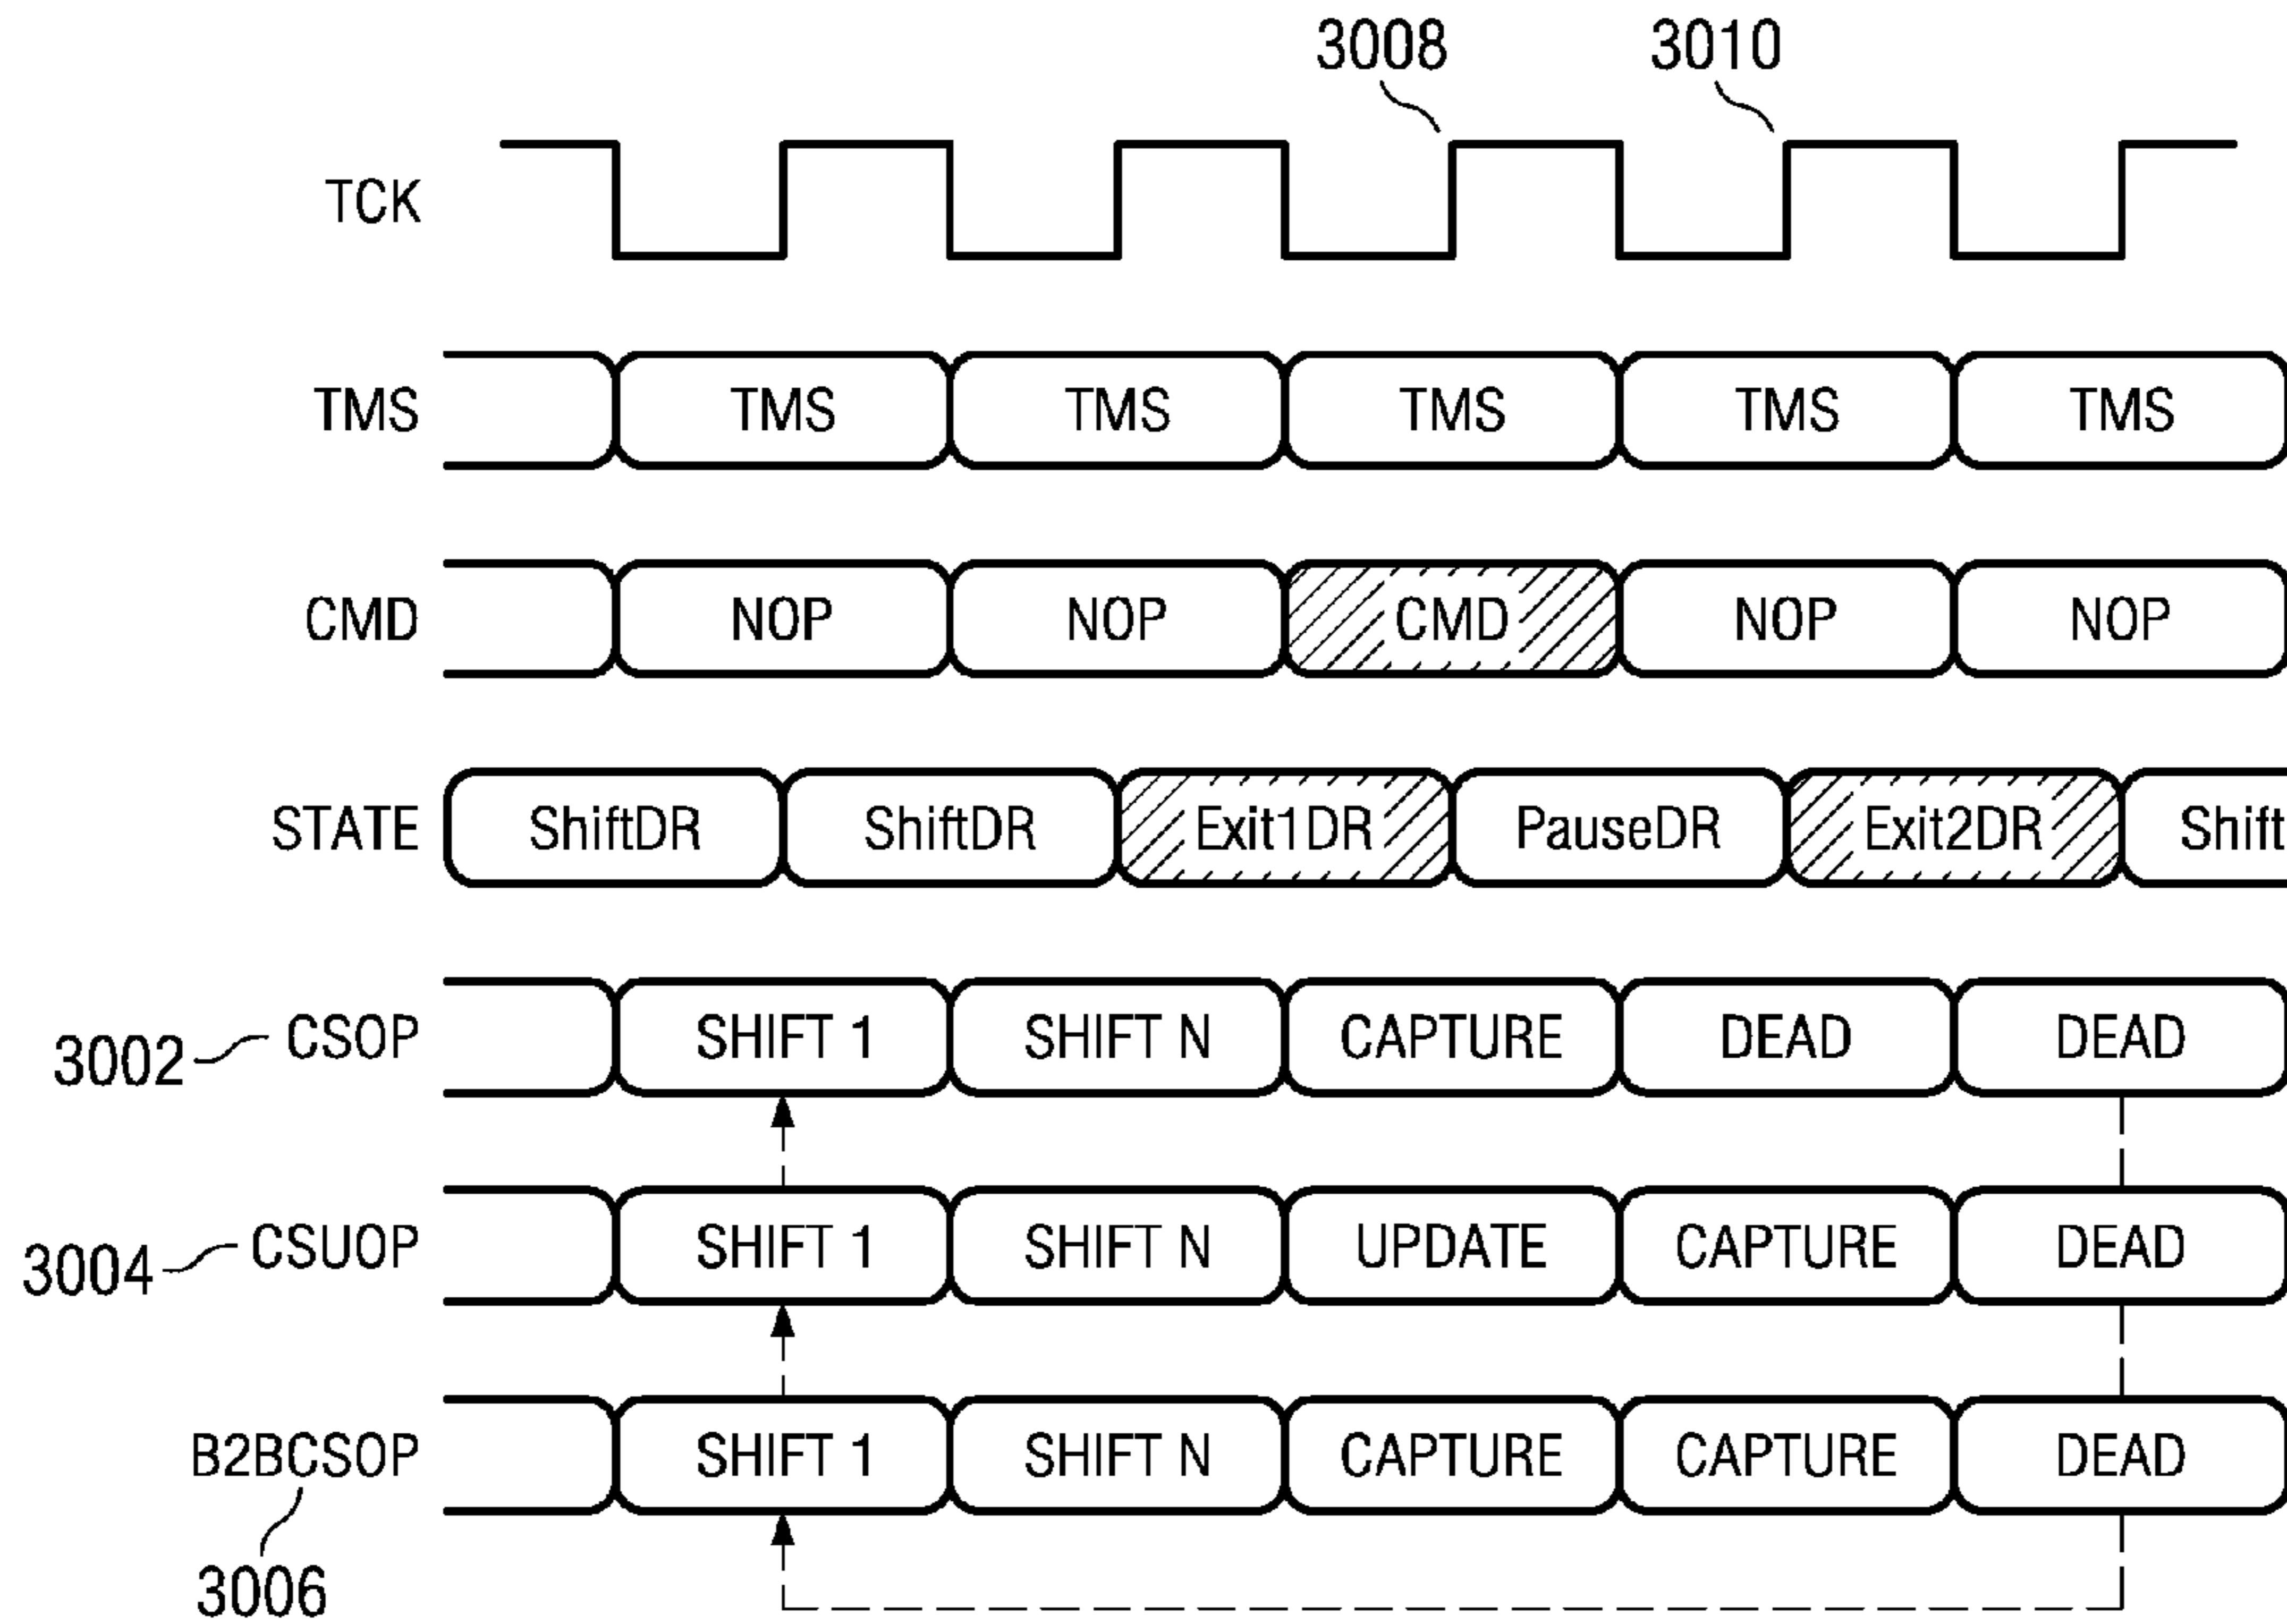 3008 3010
TCK
TMS TMS TMS TMS TMS TMS
CMD NOP NOP CMD NOP NOP
STATE ShiftDR ShiftDR Exit1DR PauseDR Exit2DR Shift
3002 CSOP SHIFT 1 SHIFT N CAPTURE DEAD DEAD
3004 CSUOP SHIFT 1 SHIFT N UPDATE CAPTURE DEAD
B2BCSOP SHIFT 1 SHIFT N CAPTURE CAPTURE DEAD
3006